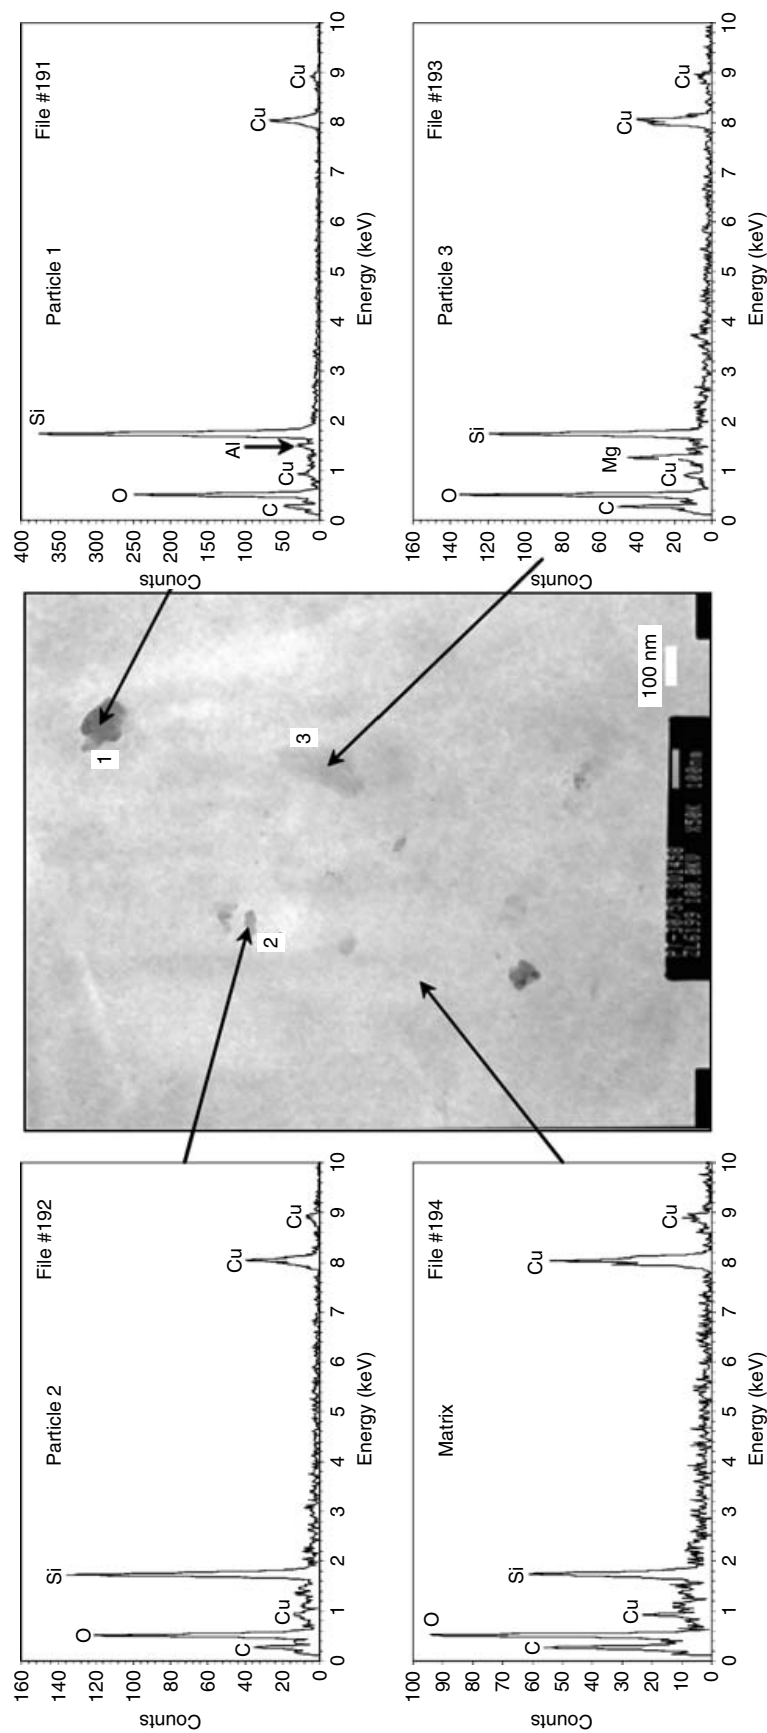 160
140
120
100
80
60
40
20
0
Counts
C
O
Cu
Si
Particle 2
File #192
Cu
Cu
0 1 2 3 4 5 6 7 8 9 10
Energy (keV)
100
90
80
70
60
50
40
30
20
10
0
Counts
C
O
Cu
Si
Matrix
File #194
Cu
Cu
0 1 2 3 4 5 6 7 8 9 10
Energy (keV)
1
2
3
100 nm
X50K 100nm
400
350
300
250
200
150
100
50
0
Counts
C
O
Cu
Al
Si
Particle 1
File #191
Cu
Cu
0 1 2 3 4 5 6 7 8 9 10
Energy (keV)
160
140
120
100
80
60
40
20
0
Counts
C
O
Cu
Mg
Si
Particle 3
File #193
Cu
Cu
0 1 2 3 4 5 6 7 8 9 10
Energy (keV)